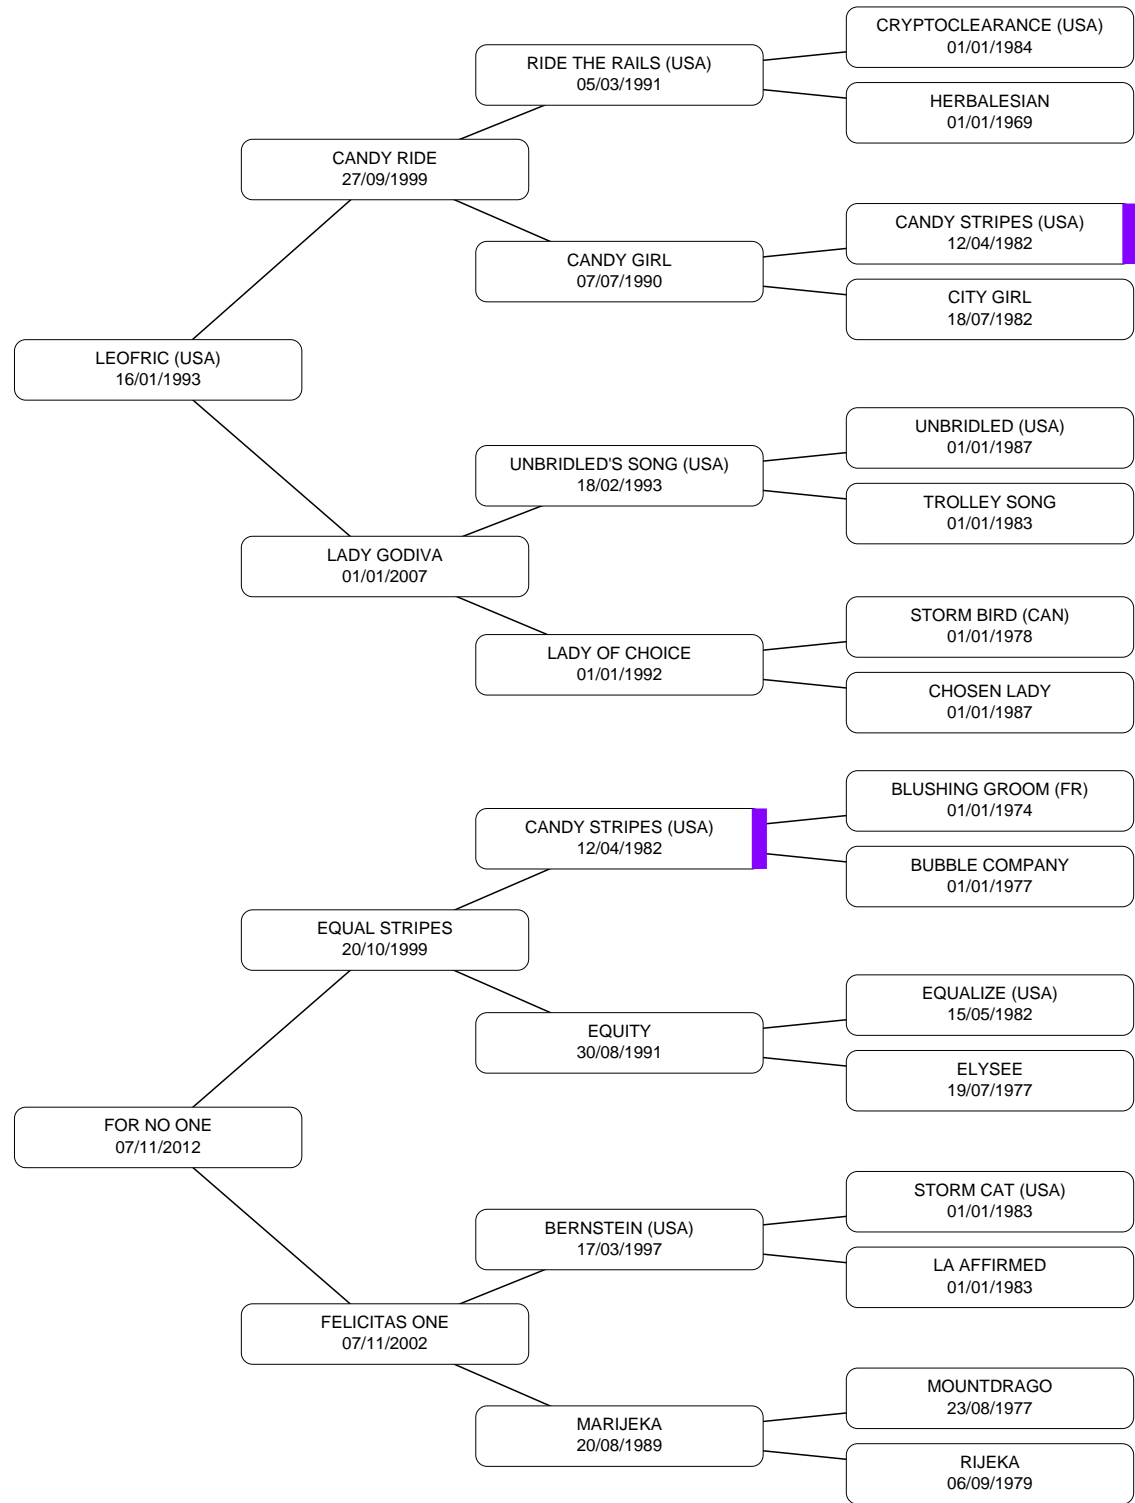 CRYPTOCLEARANCE (USA)
01/01/1984
RIDE THE RAILS (USA)
05/03/1991
HERBALESIAN
01/01/1969
CANDY RIDE
27/09/1999
CANDY STRIPES (USA)
12/04/1982
CANDY GIRL
07/07/1990
CITY GIRL
18/07/1982
LEOFRIC (USA)
16/01/1993
UNBRIDLED (USA)
01/01/1987
UNBRIDLED'S SONG (USA)
18/02/1993
TROLLEY SONG
01/01/1983
LADY GODIVA
01/01/2007
STORM BIRD (CAN)
01/01/1978
LADY OF CHOICE
01/01/1992
CHOSEN LADY
01/01/1987
BLUSHING GROOM (FR)
01/01/1974
CANDY STRIPES (USA)
12/04/1982
BUBBLE COMPANY
01/01/1977
EQUAL STRIPES
20/10/1999
EQUALIZE (USA)
15/05/1982
EQUITY
30/08/1991
ELYSEE
19/07/1977
FOR NO ONE
07/11/2012
STORM CAT (USA)
01/01/1983
BERNSTEIN (USA)
17/03/1997
LA AFFIRMED
01/01/1983
FELICITAS ONE
07/11/2002
MOUNTDRAGO
23/08/1977
MARIJEKA
20/08/1989
RIJEKA
06/09/1979